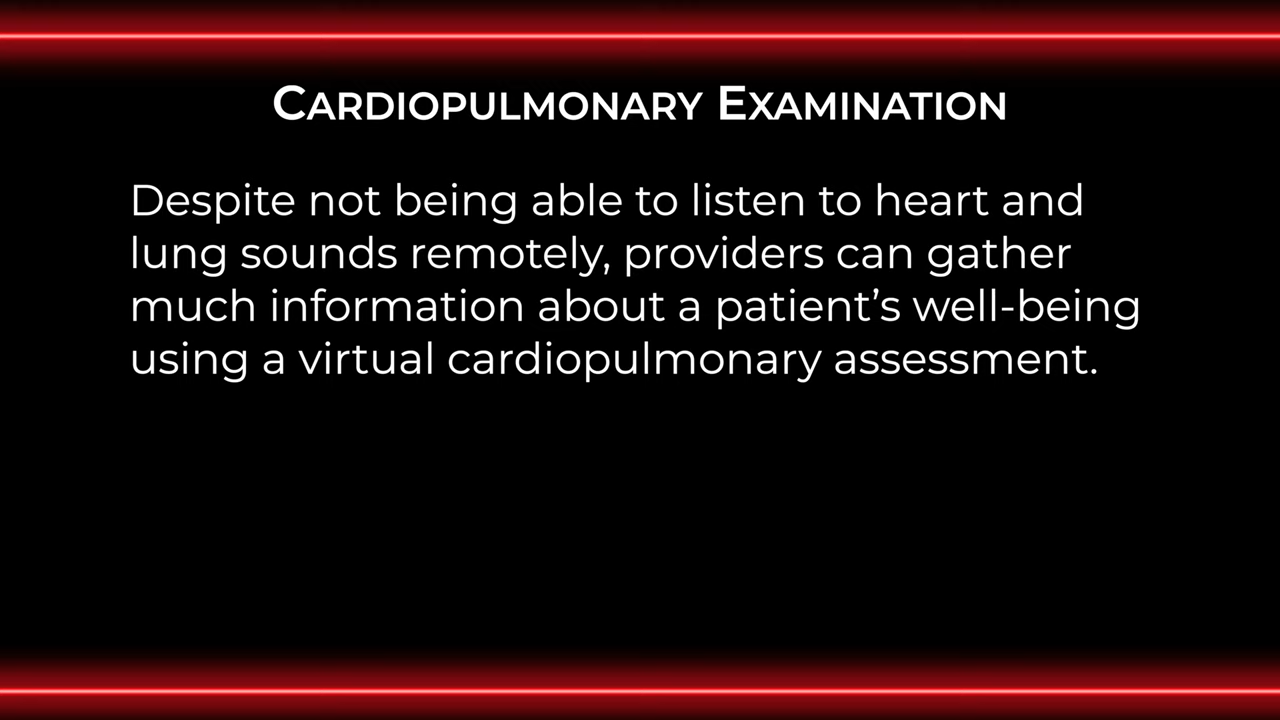 Cardiopulmonary Examination
Despite not being able to listen to heart and
lung sounds remotely, providers can gather
much information about a patient’s well-being
using a virtual cardiopulmonary assessment.